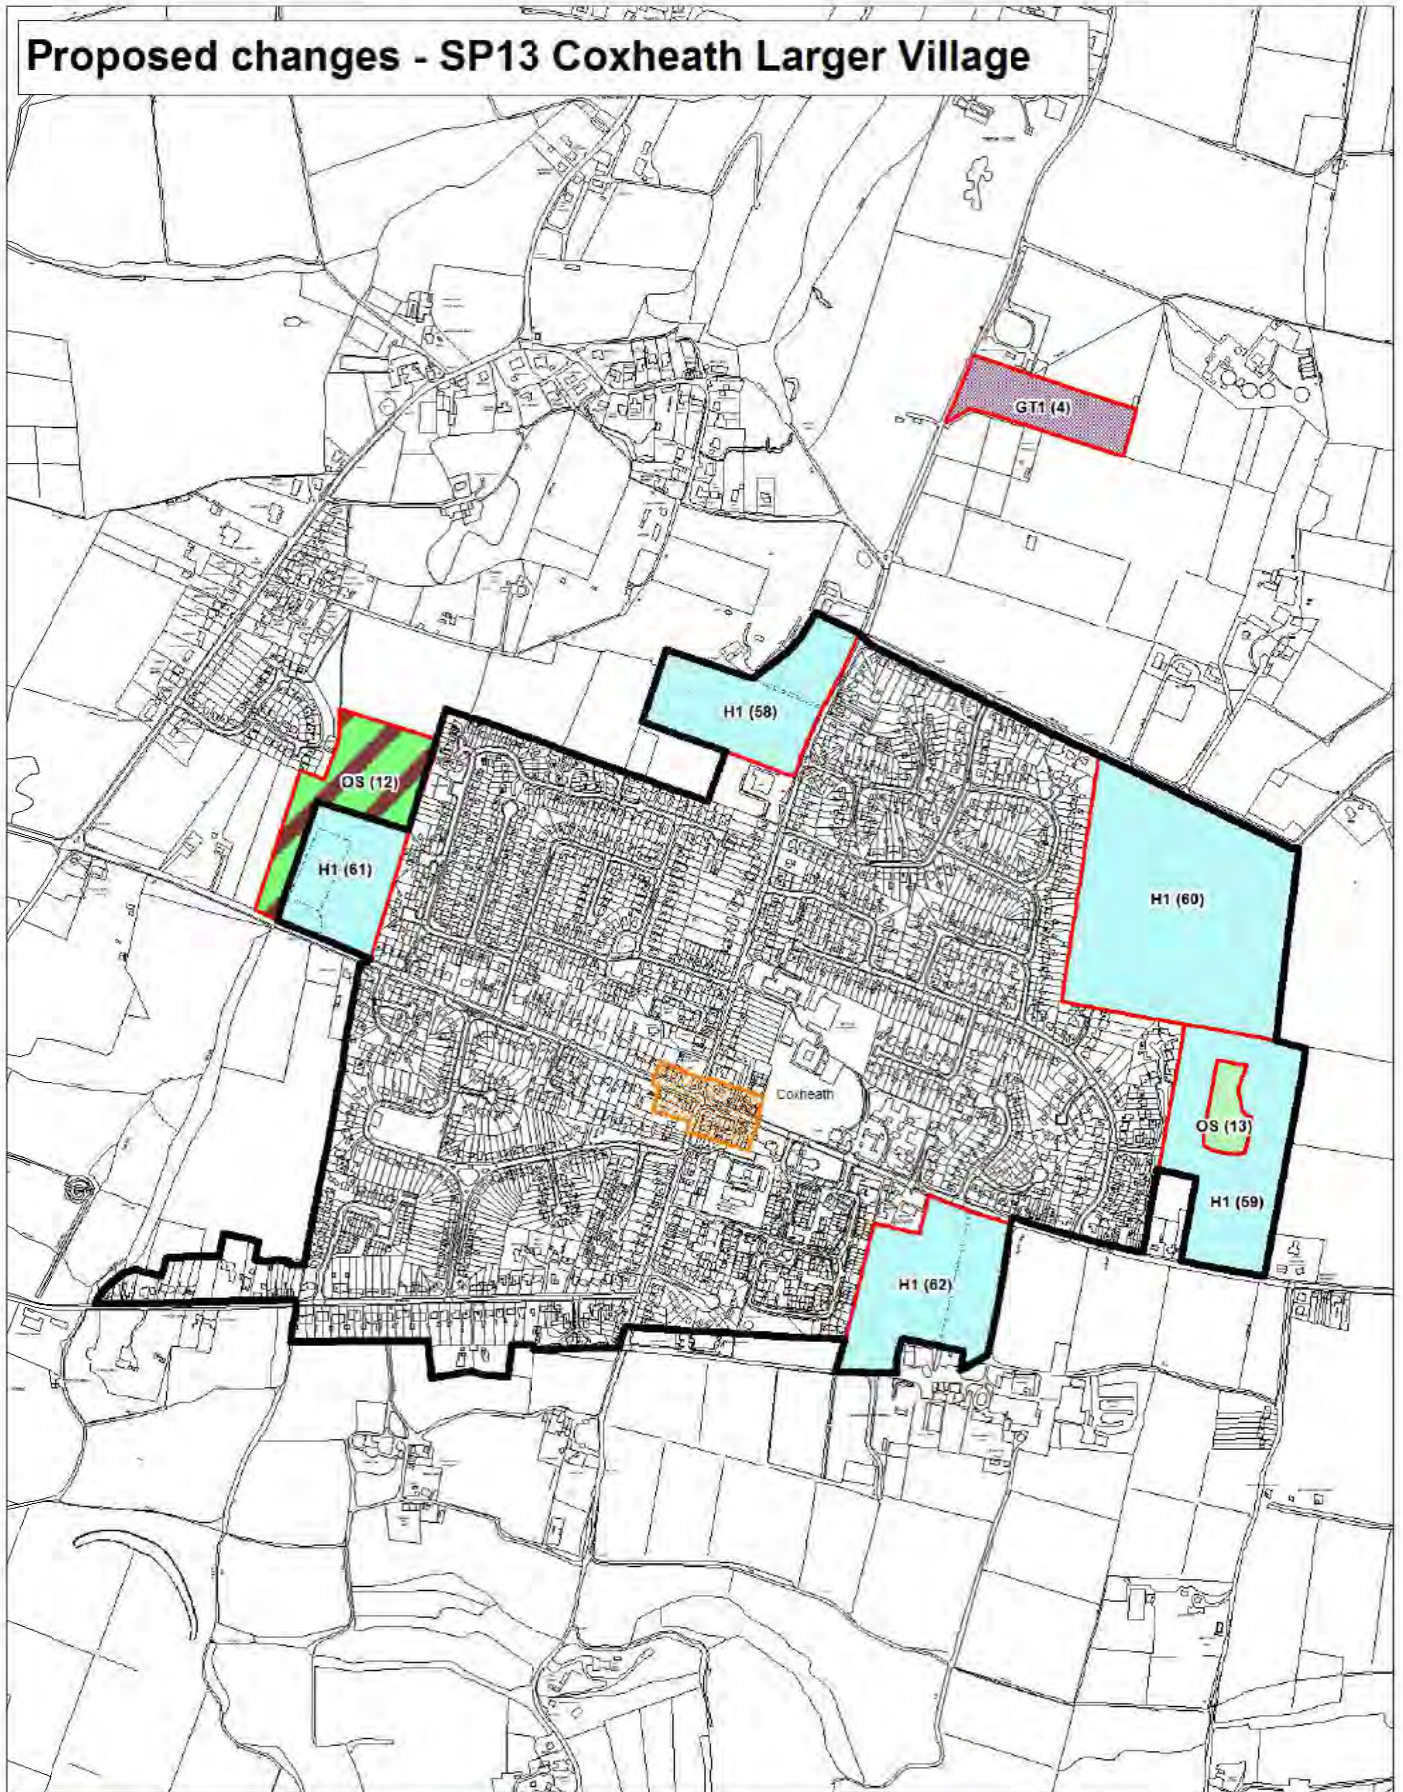 Proposed changes - SP13 Coxheath Larger Village
GT1 (4)
H1 (58)
OS (12)
H1 (61)
H1 (60)
Coxheath
OS (13)
H1 (59)
H1 (62)